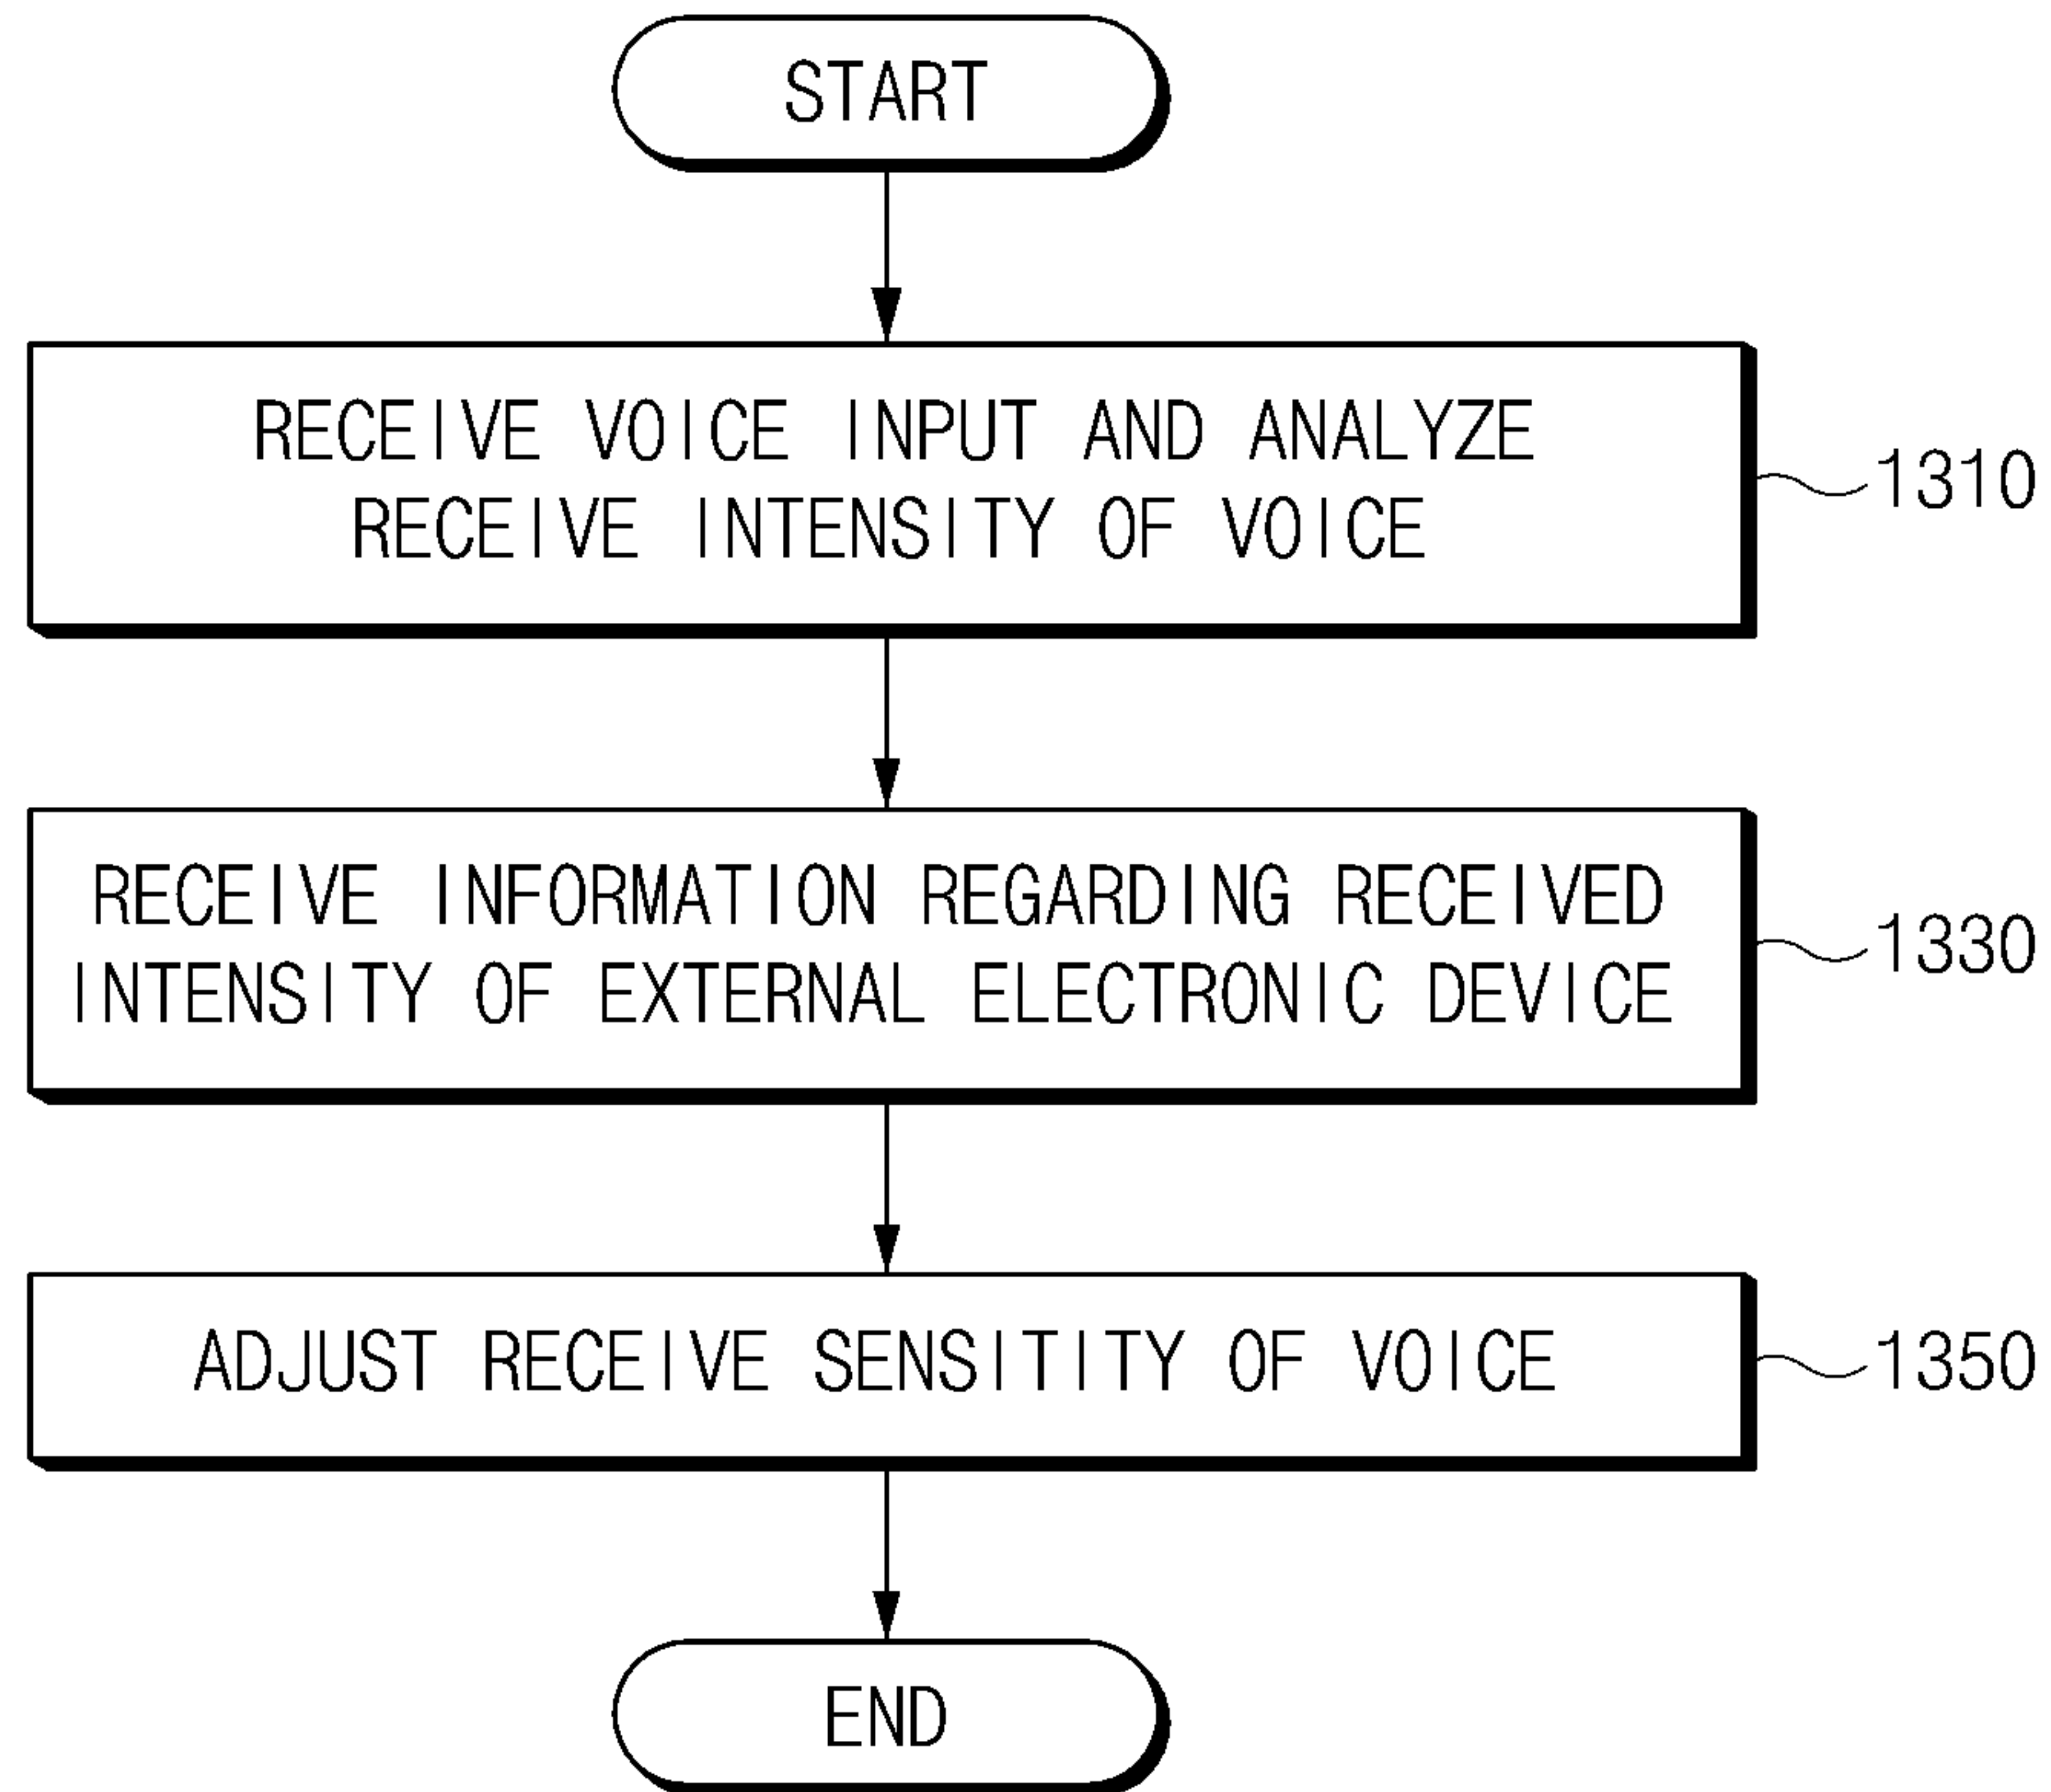 START
RECEIVE VOICE INPUT AND ANALYZE
RECEIVE INTENSITY OF VOICE
1310
RECEIVE INFORMATION REGARDING RECEIVED
INTENSITY OF EXTERNAL ELECTRONIC DEVICE
1330
ADJUST RECEIVE SENSITITY OF VOICE
1350
END